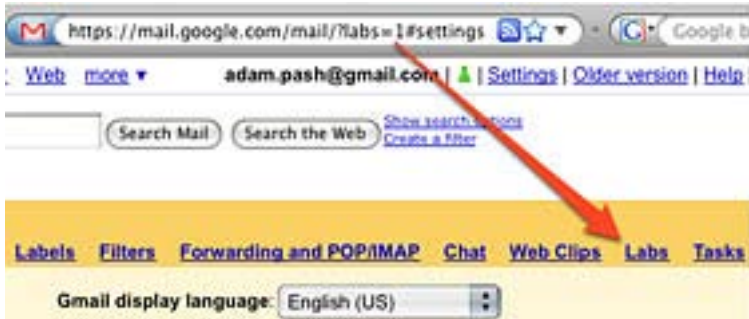 https://mail.google.com/mail/?labs=1#settings Google b
Web more ▼ adam.pash@gmail.com | | Settings | Older version | Help
Search Mail Search the Web Show search options
Create a filter
Labels Filters Forwarding and POP/IMAP Chat Web Clips Labs Tasks
Gmail display language: English (US)